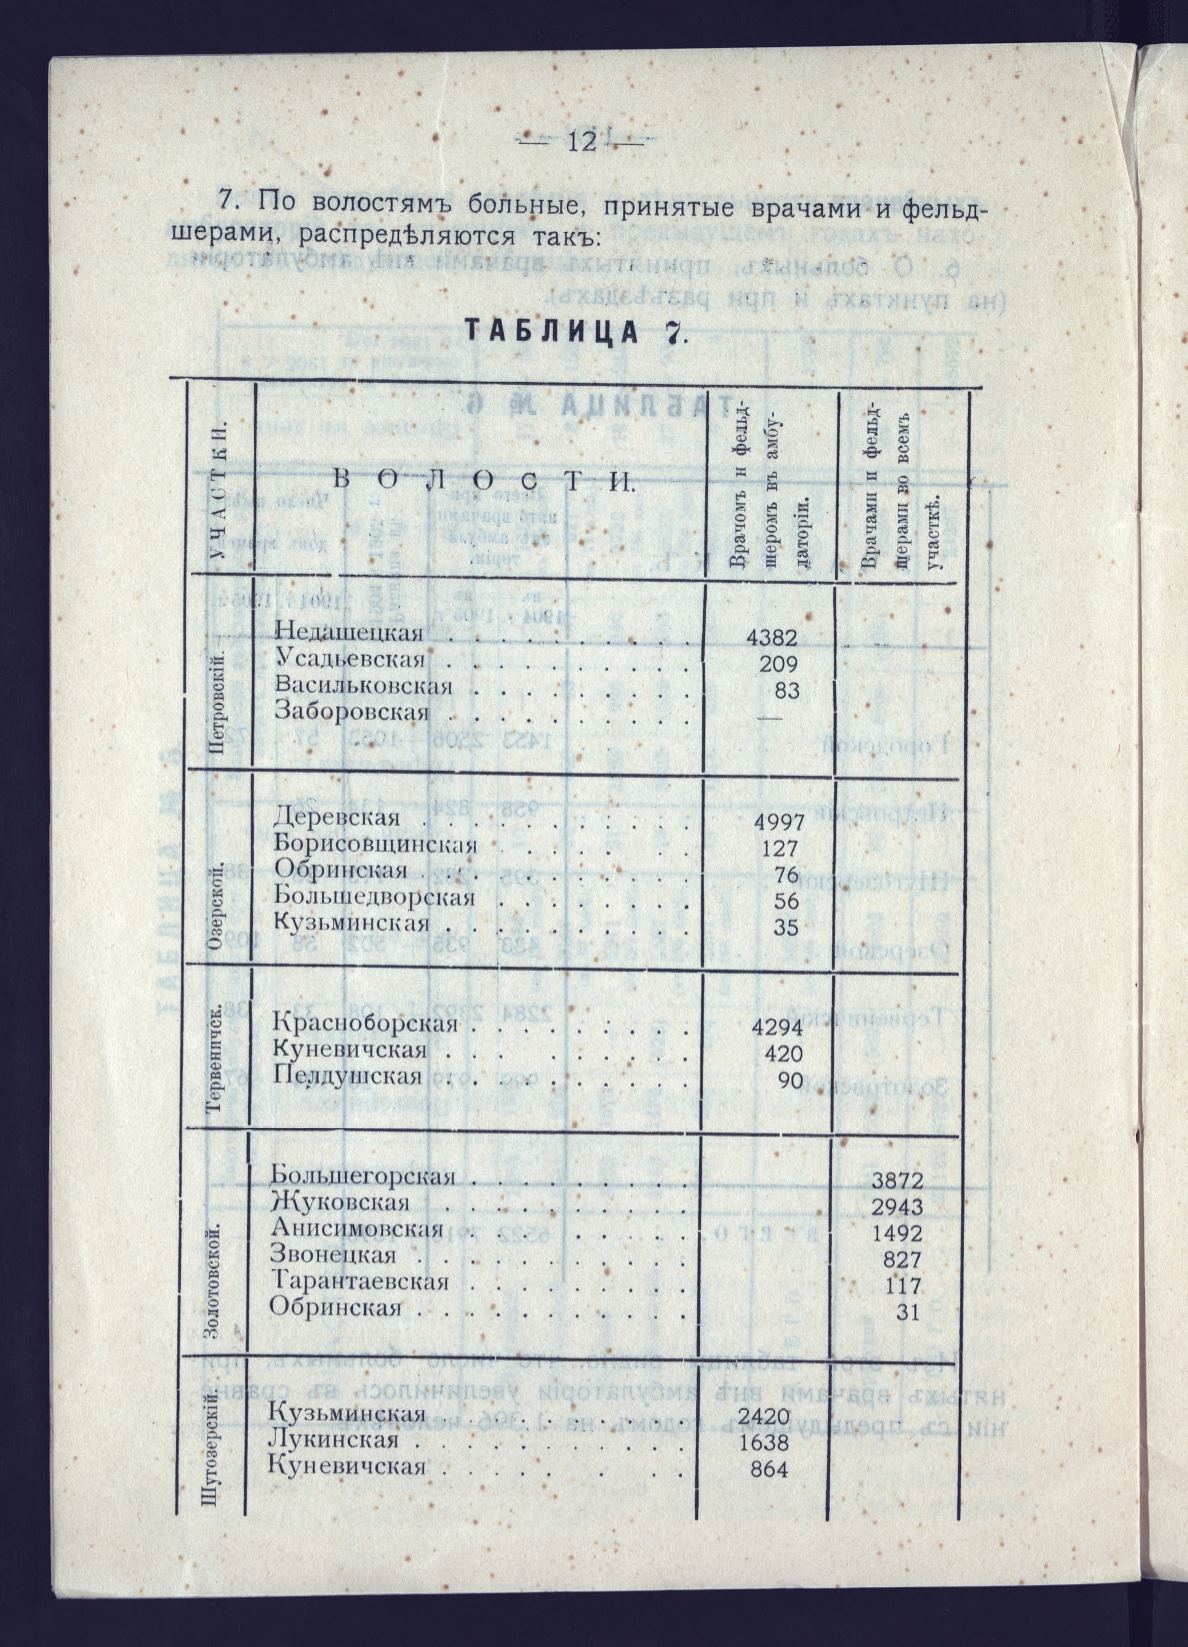 — 12 —
7. По волостямъ больные, принятые врачами и фельд-
шерами, распредѣляются такъ:
ТАБЛИЦА 7.
УЧАСТКИ.
ВОЛОСТИ.
Врачомъ и фельд-
шеромъ въ амбу-
латоріи.
Врачами и фельд-
шерами во всемъ
участкѣ.
Петровскій.
Недашецкая . . . . . . . . . 4382
Усадьевская . . . . . . . . . . 209
Васильковская . . . . . . . . . 83
Заборовская . . . . . . . . . . —
Озерской.
Деревская . . . . . . . . . . . 4997
Борисовщинская . . . . . . . 127
Обринская . . . . . . . . . . 76
Большедворская . . . . . . . . 56
Кузьминская . . . . . . . . . . 35
Тервеничск.
Красноборская . . . . . . . . . 4294
Куневичская . . . . . . . . . 420
Пелдушская . . . . . . . . . . 90
Золотовской.
Большегорская . . . . . . . . . 3872
Жуковская . . . . . . . . . . 2943
Анисимовская . . . . . . . . 1492
Звонецкая . . . . . . . . . . . 827
Тарантаевская . . . . . . . . . 117
Обринская . . . . . . . . . . . 31
Шугозерскій.
Кузьминская . . . . . . . . . 2420
Лукинская . . . . . . . . . . . 1638
Куневичская . . . . . . . . 864